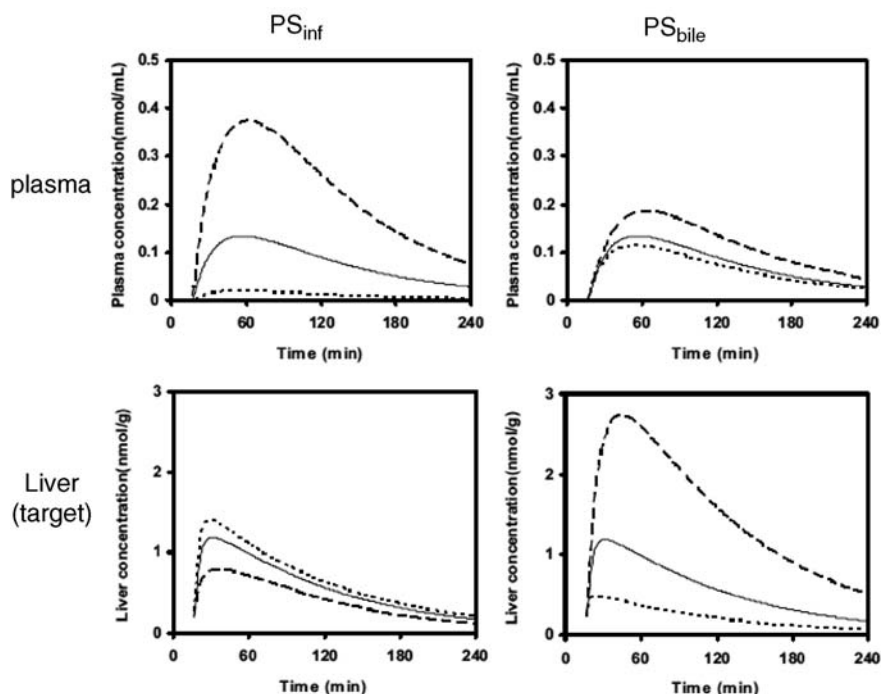 PSinf
PSbile
plasma
Plasma concentration(nmol/mL)
0.5
0.4
0.3
0.2
0.1
0
0 60 120 180 240
Time (min)
Plasma concentration(nmol/mL)
0.5
0.4
0.3
0.2
0.1
0
0 60 120 180 240
Time (min)
Liver
(target)
Liver concentration(nmol/g)
3
2
1
0
0 60 120 180 240
Time (min)
Liver concentration(nmol/g)
3
2
1
0
0 60 120 180 240
Time (min)